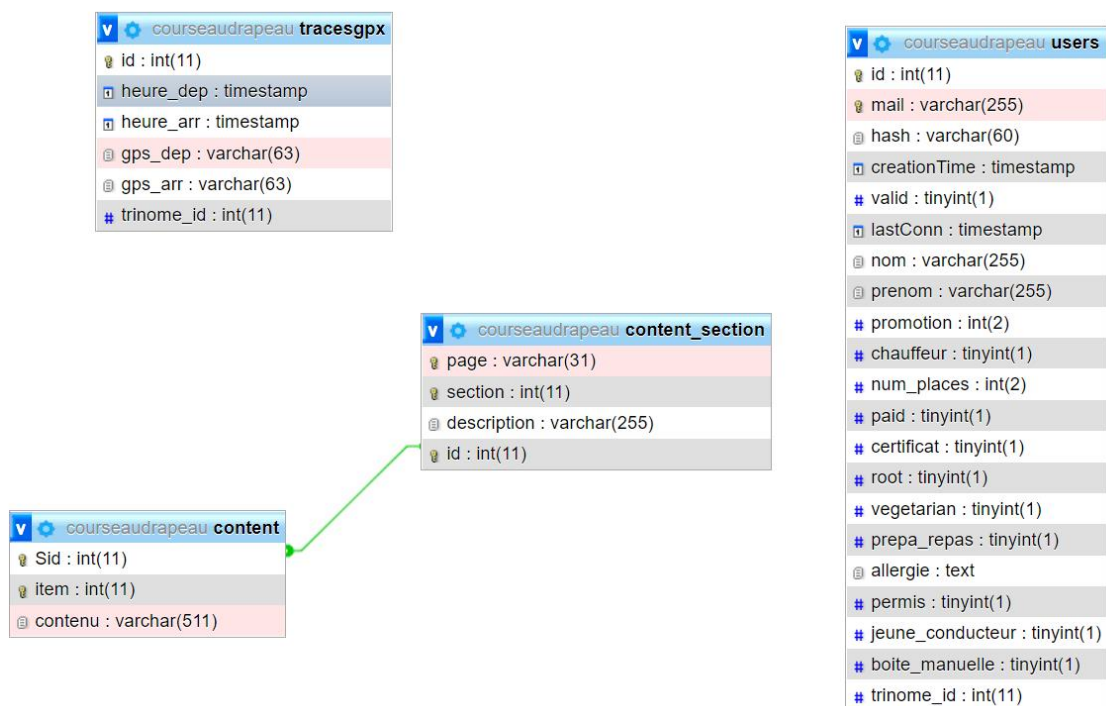 v courseaudrapeau tracesgpx
id : int(11)
heure_dep : timestamp
heure_arr : timestamp
gps_dep : varchar(63)
gps_arr : varchar(63)
# trinome_id : int(11)
v courseaudrapeau users
id : int(11)
mail : varchar(255)
hash : varchar(60)
creationTime : timestamp
# valid : tinyint(1)
lastConn : timestamp
nom : varchar(255)
prenom : varchar(255)
# promotion : int(2)
# chauffeur : tinyint(1)
# num_places : int(2)
# paid : tinyint(1)
# certificat : tinyint(1)
# root : tinyint(1)
# vegetarian : tinyint(1)
# prepa_repas : tinyint(1)
allergie : text
# permis : tinyint(1)
# jeune_conducteur : tinyint(1)
# boite_manuelle : tinyint(1)
# trinome_id : int(11)
v courseaudrapeau content_section
page : varchar(31)
section : int(11)
description : varchar(255)
id : int(11)
v courseaudrapeau content
Sid : int(11)
item : int(11)
contenu : varchar(511)